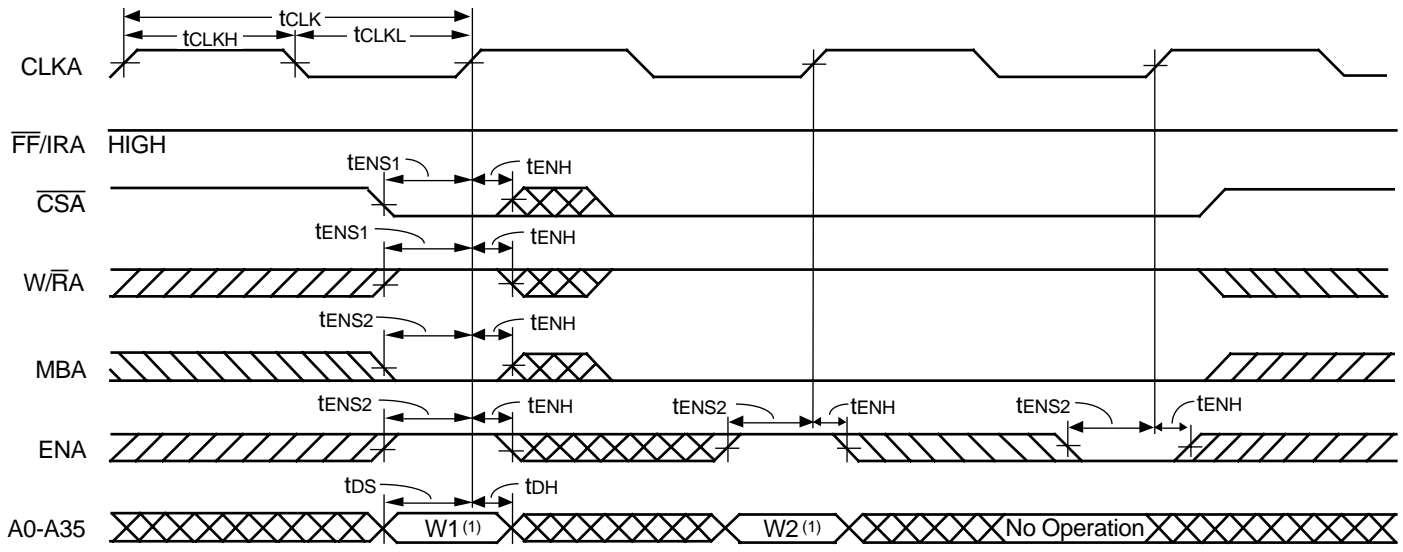 tCLK
tCLKH tCLKL
CLKA
FF/IRA HIGH
tENS1 tENH
CSA
tENS1 tENH
W/RA
tENS2 tENH
MBA
tENS2 tENH tENS2 tENH tENS2 tENH
ENA
tDS tDH
A0-A35 W1 (1) W2 (1) No Operation